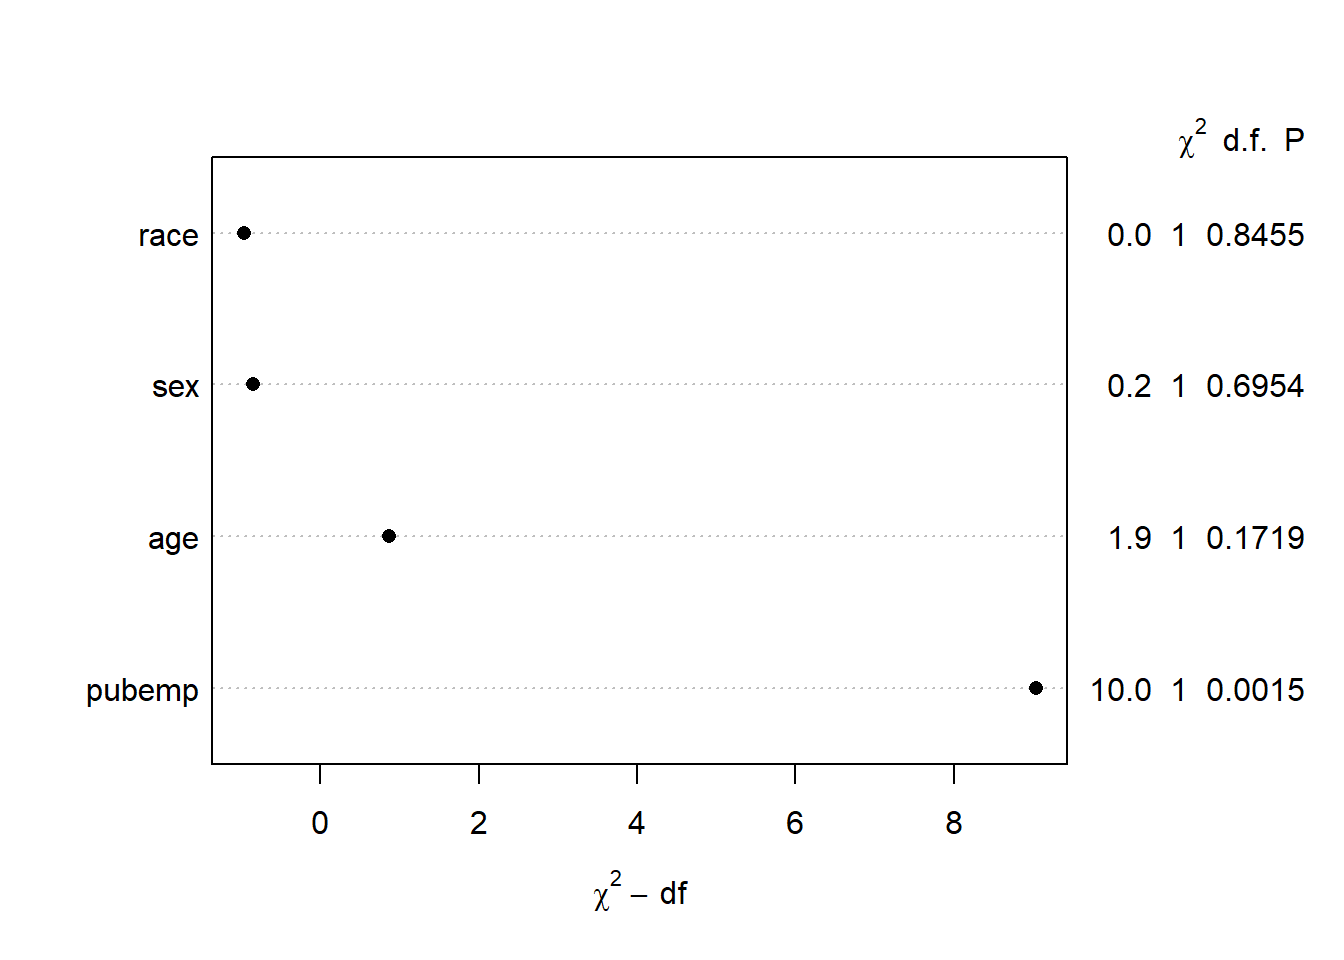 χ² d.f. P
race 0.0 1 0.8455
sex 0.2 1 0.6954
age 1.9 1 0.1719
pubemp 10.0 1 0.0015
0 2 4 6 8
χ² – df